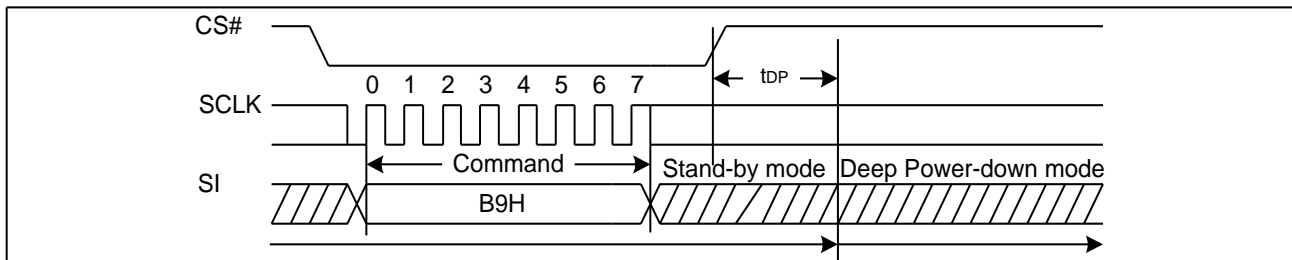 CS#
tDP
0 1 2 3 4 5 6 7
SCLK
Command
Stand-by mode Deep Power-down mode
SI
B9H